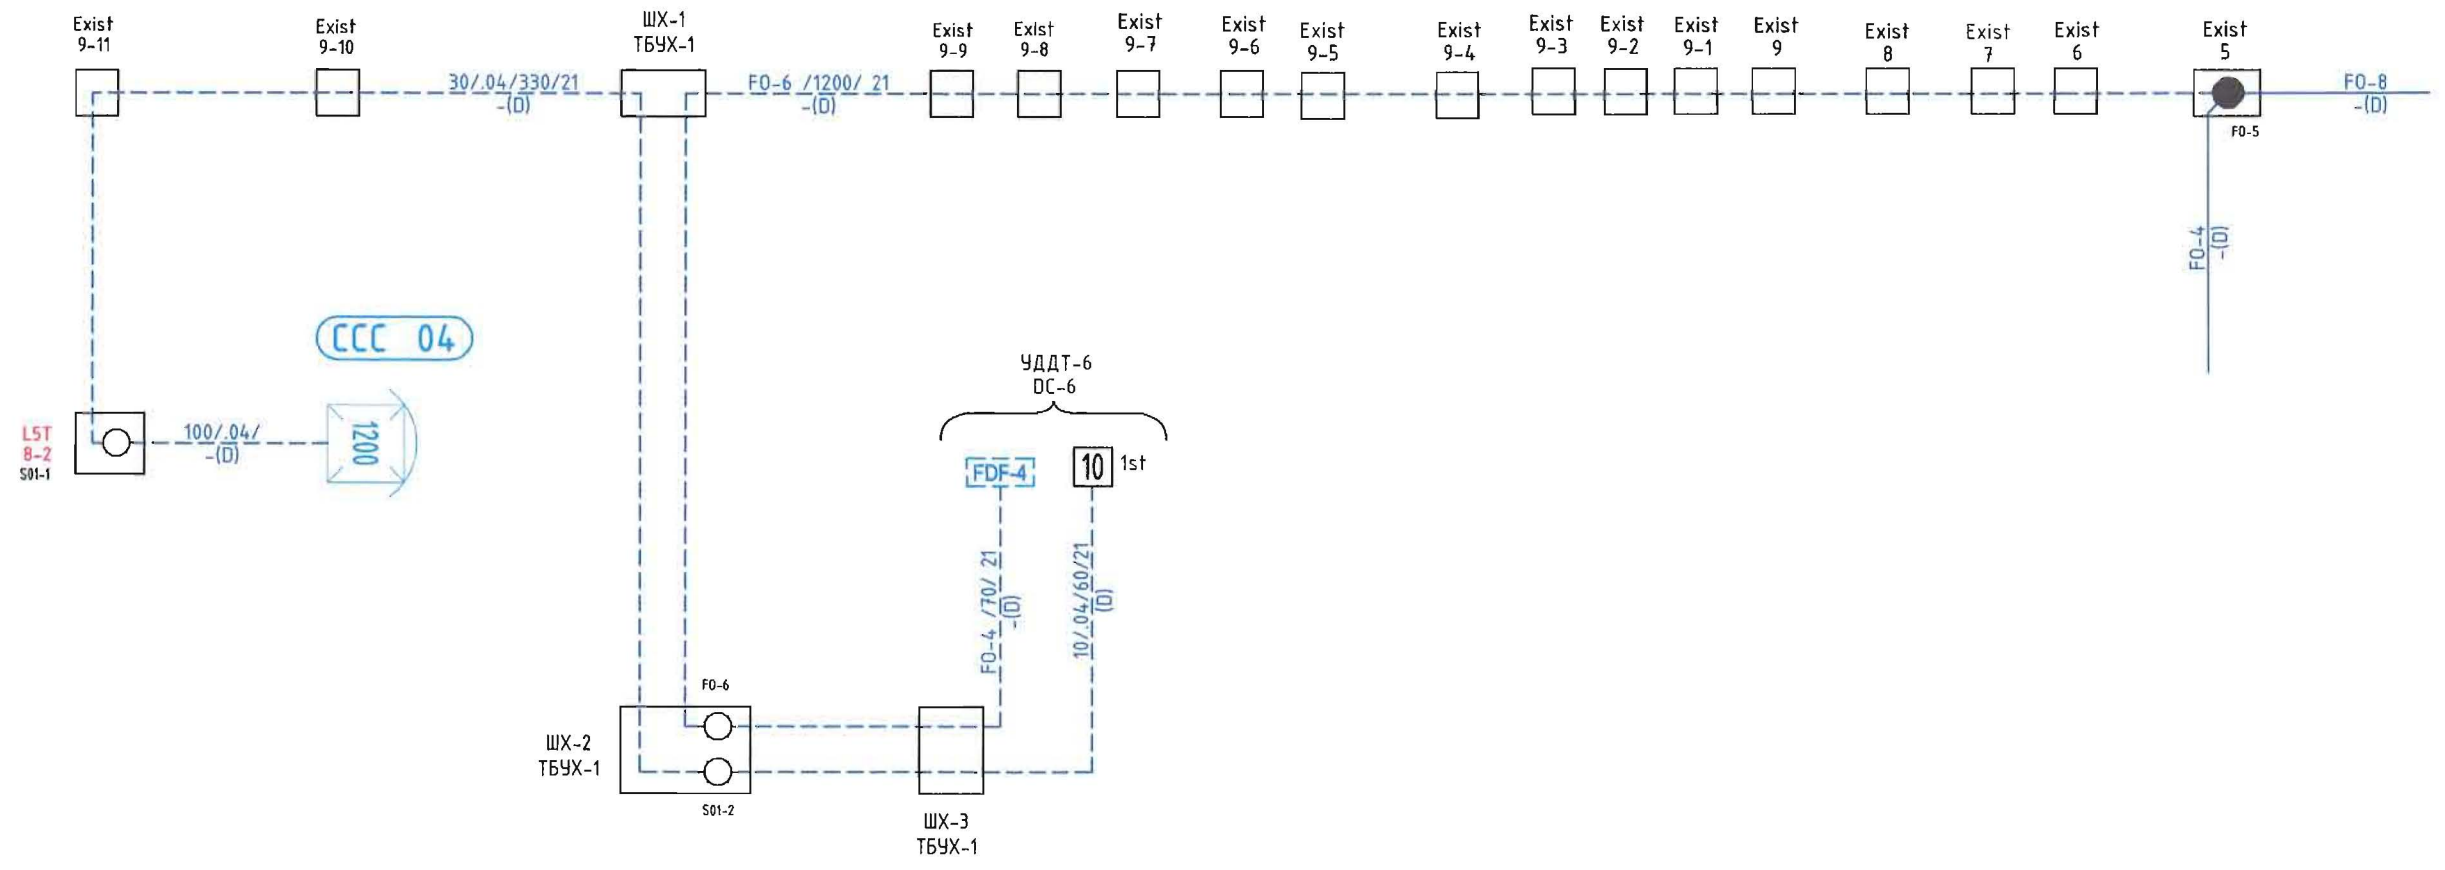 Exist
9-11
Exist
9-10
ШХ-1
ТБУХ-1
Exist
9-9
Exist
9-8
Exist
9-7
Exist
9-6
Exist
9-5
Exist
9-4
Exist
9-3
Exist
9-2
Exist
9-1
Exist
9
Exist
8
Exist
7
Exist
6
Exist
5
30/.04/330/21
-(D)
FO-6 /1200/ 21
-(D)
FO-8
-(D)
FO-5
FO-4
-(D)
CCC 04
УДДТ-6
DC-6
LST
8-2
S01-1
100/.04/
-(D)
1200
FDF-4
10
1st
FO-4 /70/ 21
-(D)
10/.04/60/21
(D)
FO-6
ШХ-2
ТБУХ-1
S01-2
ШХ-3
ТБУХ-1